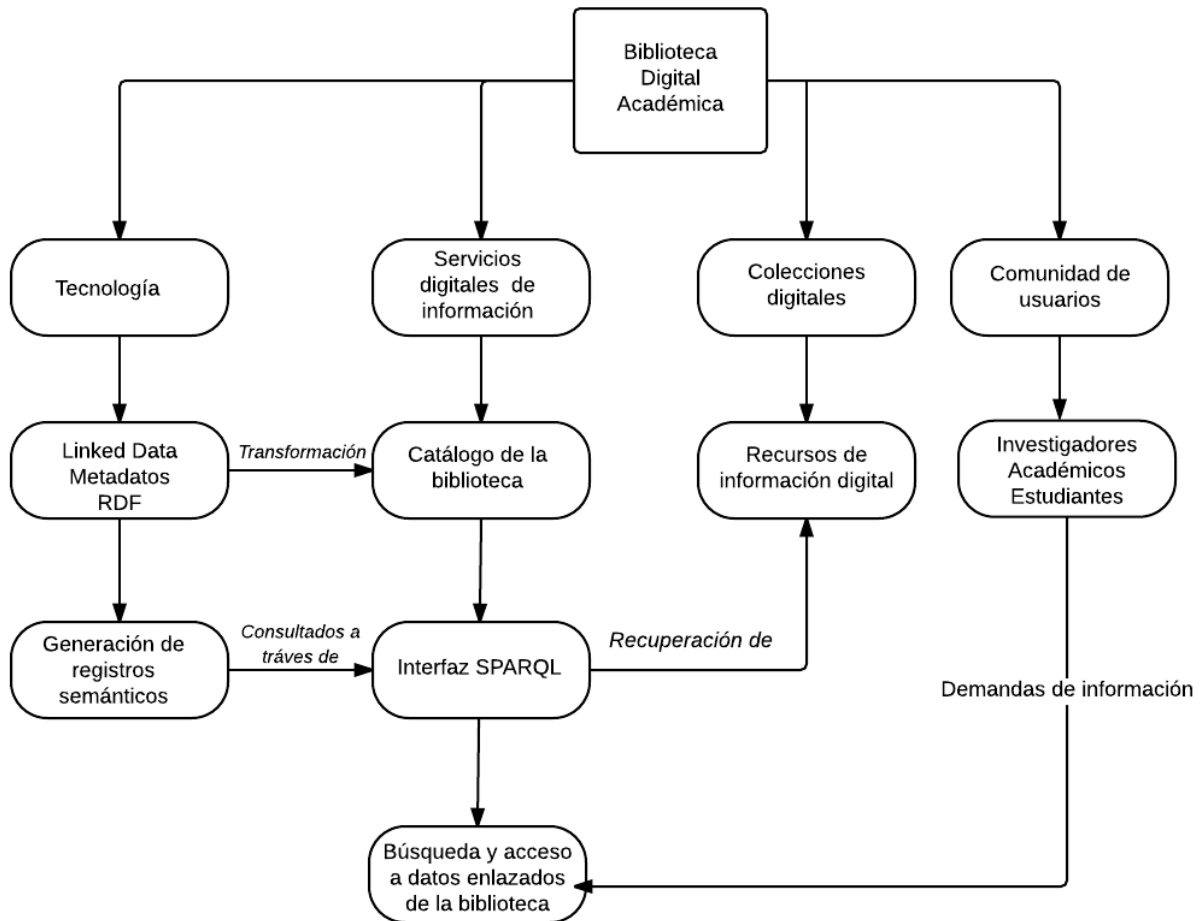 Biblioteca
Digital
Académica
Tecnología
Servicios
digitales de
información
Colecciones
digitales
Comunidad de
usuarios
Linked Data
Metadatos
RDF
Transformación
Catálogo de la
biblioteca
Recursos de
información digital
Investigadores
Académicos
Estudiantes
Generación de
registros
semánticos
Consultados a
tráves de
Interfaz SPARQL
Recuperación de
Demandas de información
Búsqueda y acceso
a datos enlazados
de la biblioteca